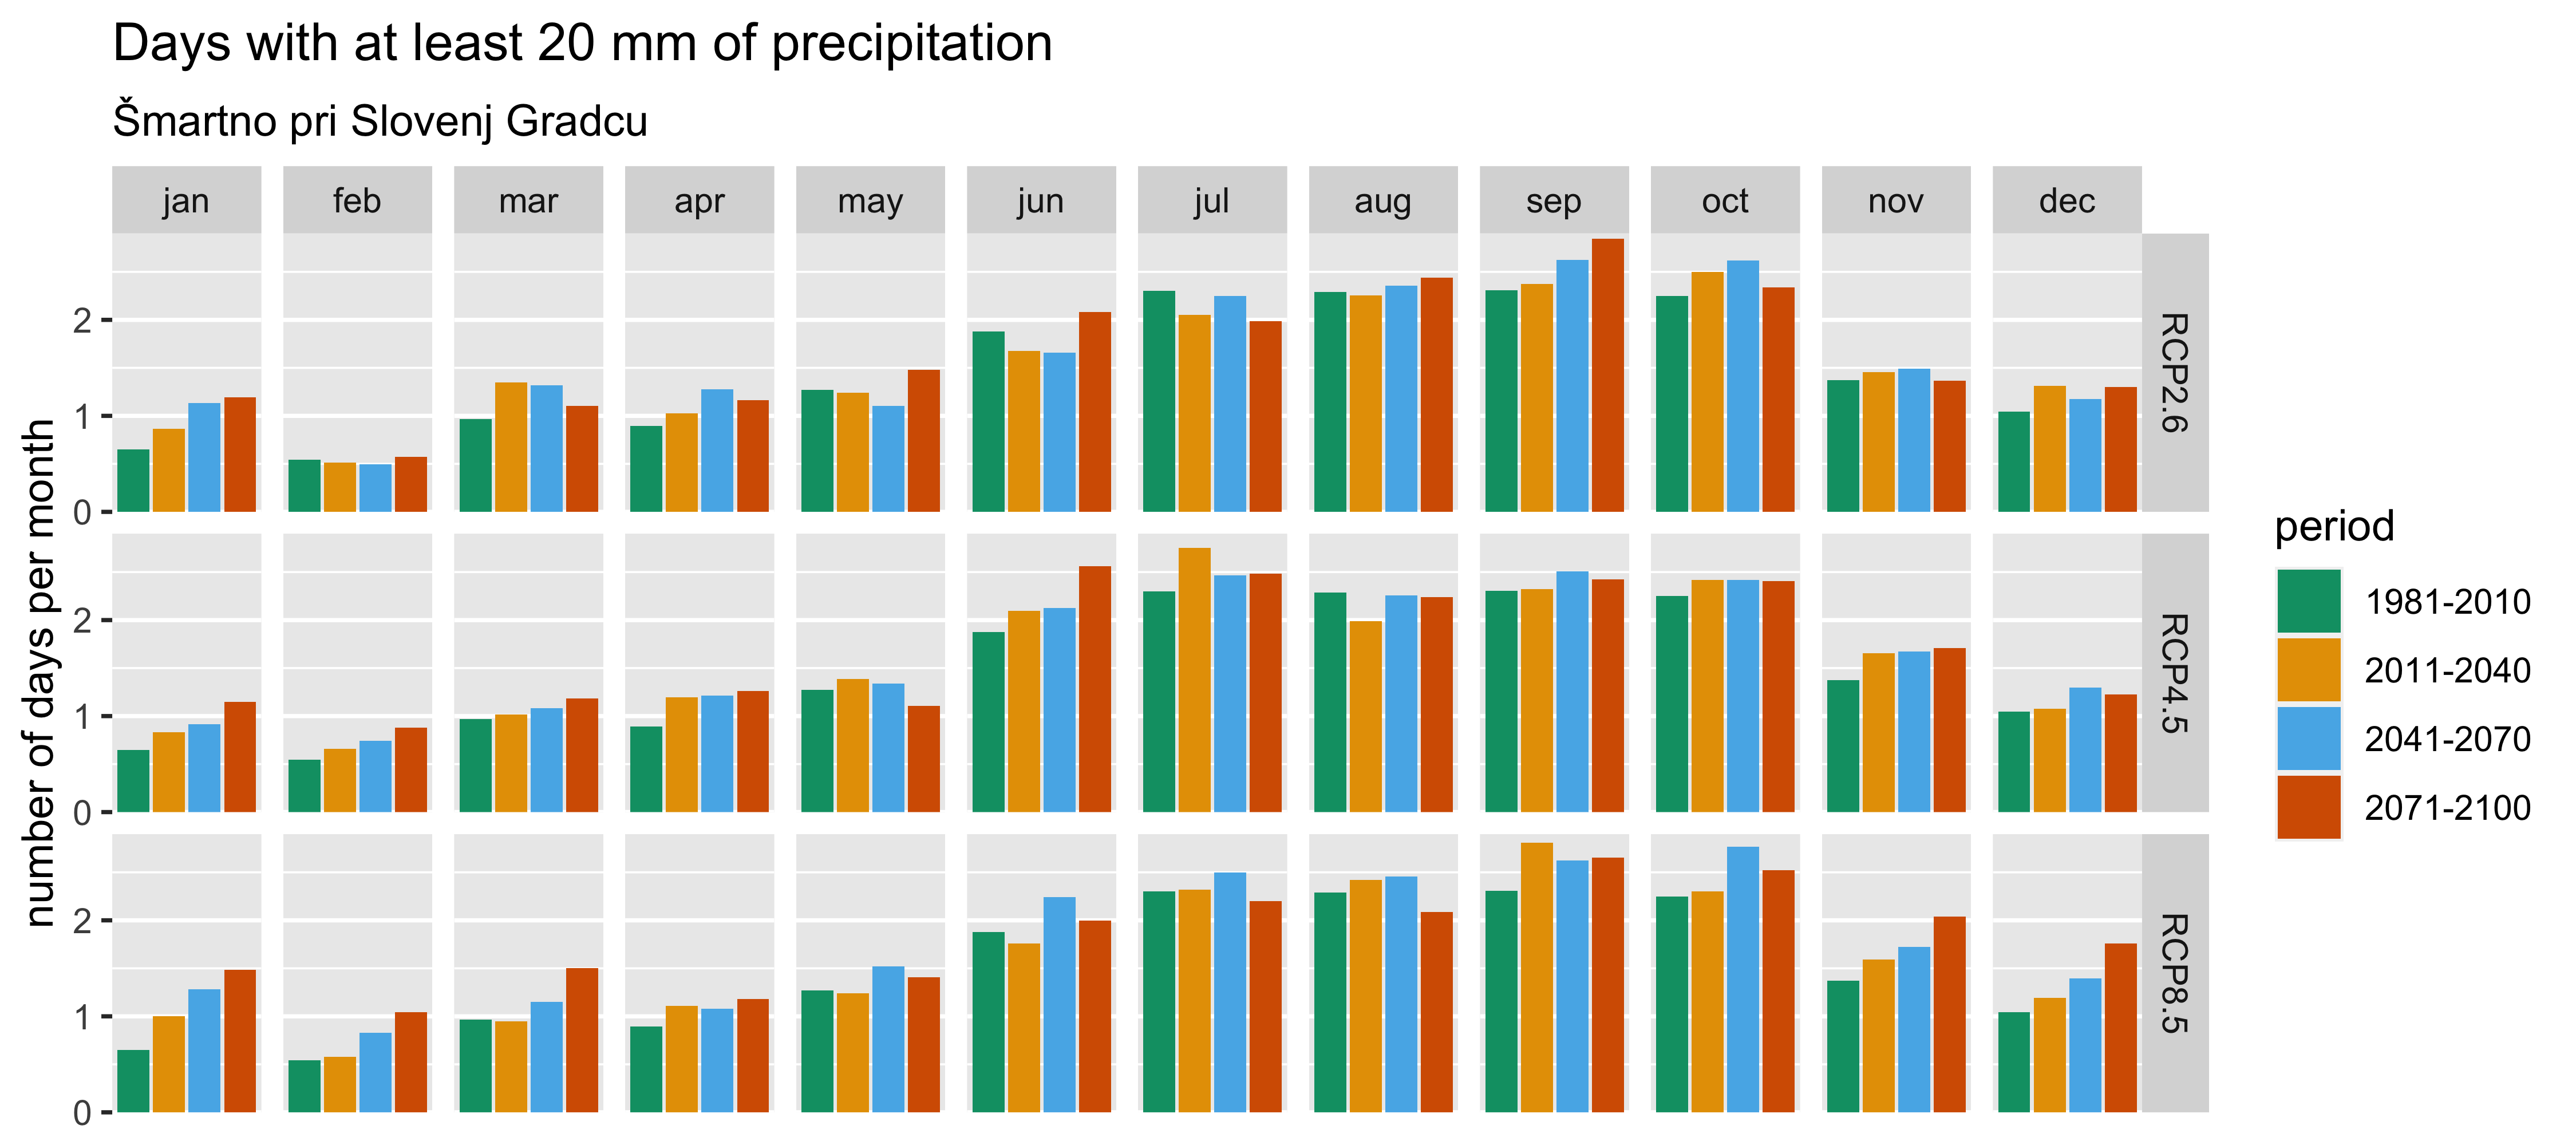 Days with at least 20 mm of precipitation
Šmartno pri Slovenj Gradcu
jan feb mar apr may jun jul aug sep oct nov dec
number of days per month
2
1
0
RCP2.6
2
1
0
RCP4.5
2
1
0
RCP8.5
period
1981-2010
2011-2040
2041-2070
2071-2100